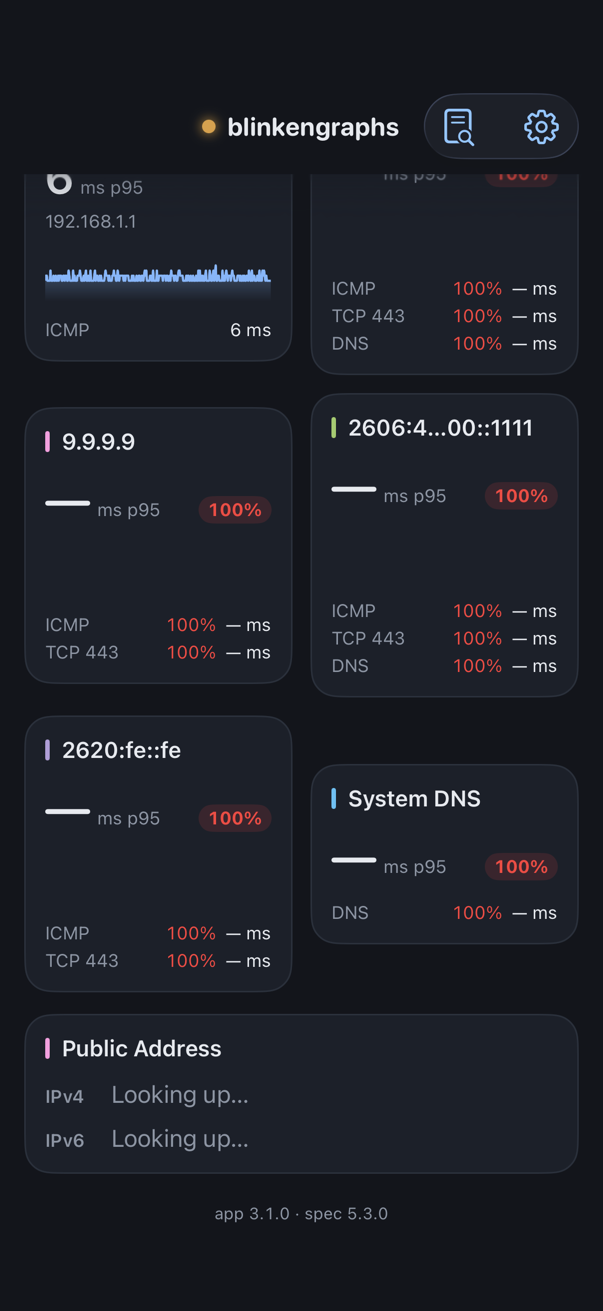 blinkengraphs
6 ms p95
192.168.1.1
ICMP 6 ms
ms p95 100%
ICMP 100% — ms
TCP 443 100% — ms
DNS 100% — ms
9.9.9.9
— ms p95 100%
ICMP 100% — ms
TCP 443 100% — ms
2606:4...00::1111
— ms p95 100%
ICMP 100% — ms
TCP 443 100% — ms
DNS 100% — ms
2620:fe::fe
— ms p95 100%
ICMP 100% — ms
TCP 443 100% — ms
System DNS
— ms p95 100%
DNS 100% — ms
Public Address
IPv4 Looking up...
IPv6 Looking up...
app 3.1.0 · spec 5.3.0